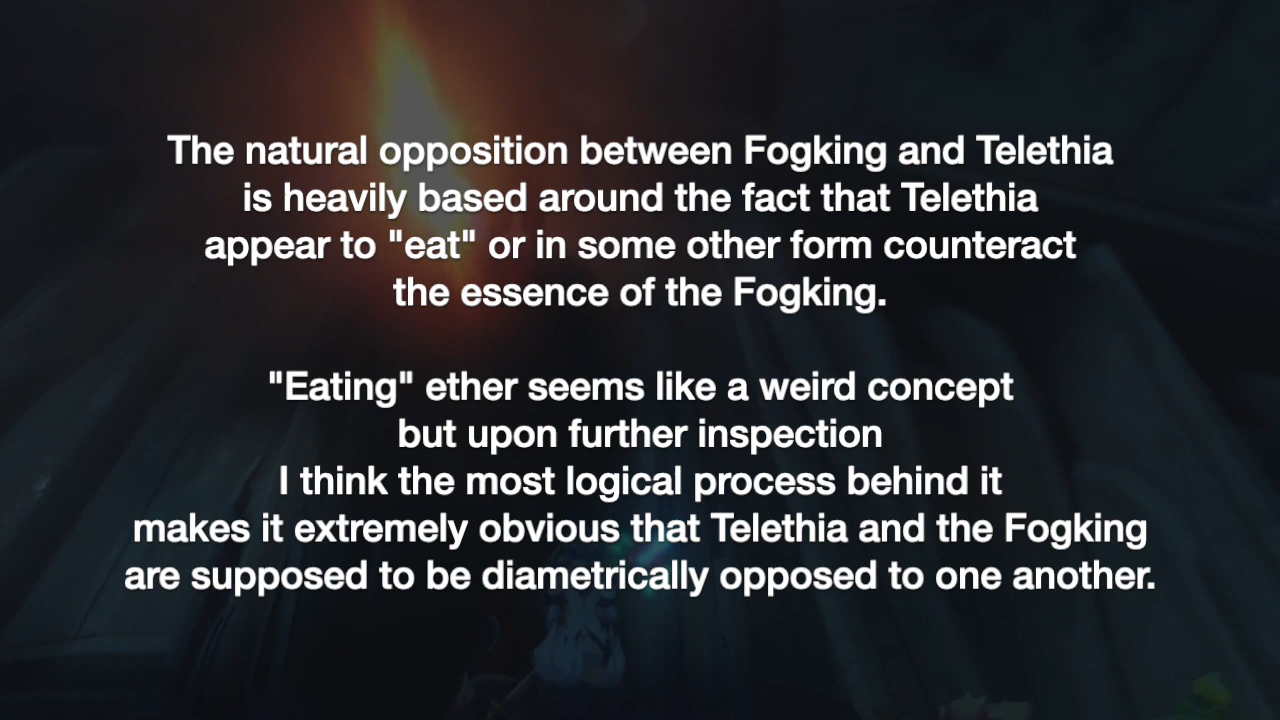 The natural opposition between Fogking and Telethia
is heavily based around the fact that Telethia
appear to "eat" or in some other form counteract
the essence of the Fogking.
"Eating" ether seems like a weird concept
but upon further inspection
I think the most logical process behind it
makes it extremely obvious that Telethia and the Fogking
are supposed to be diametrically opposed to one another.